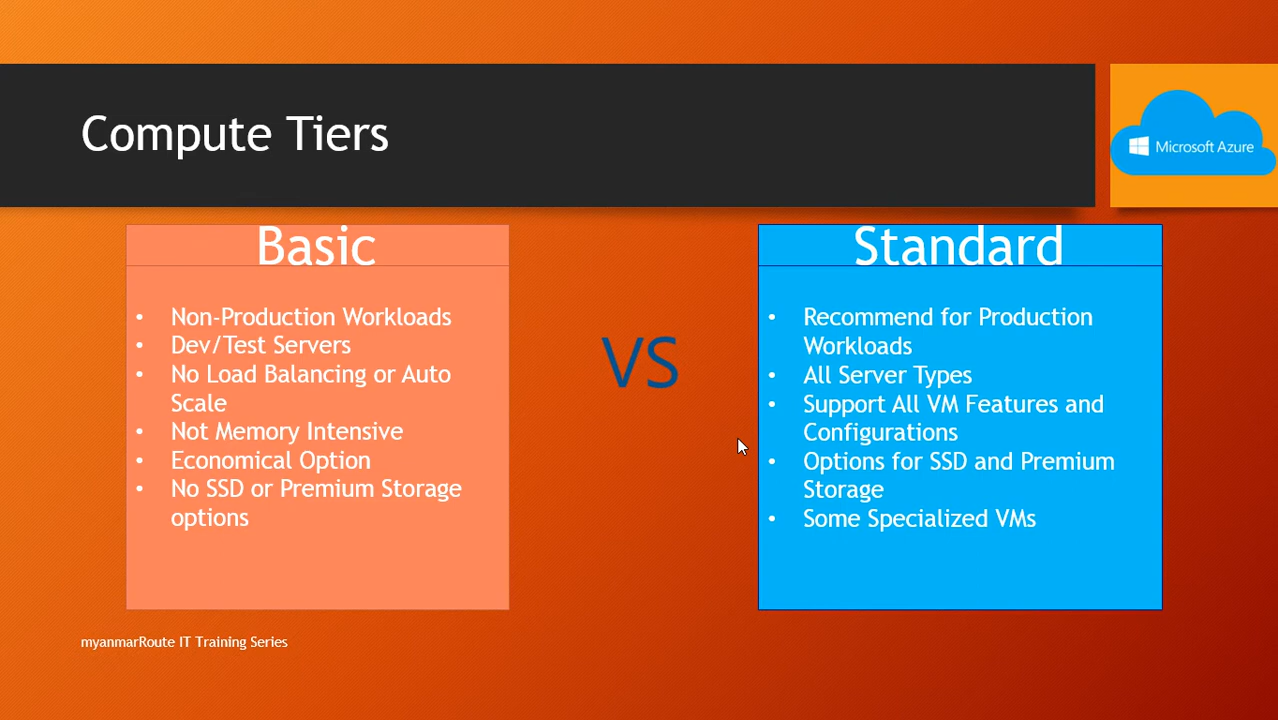 Compute Tiers
Microsoft Azure
Basic
• Non-Production Workloads
• Dev/Test Servers
• No Load Balancing or Auto
Scale
• Not Memory Intensive
• Economical Option
• No SSD or Premium Storage
options
VS
Standard
• Recommend for Production
Workloads
• All Server Types
• Support All VM Features and
Configurations
• Options for SSD and Premium
Storage
• Some Specialized VMs
myanmarRoute IT Training Series